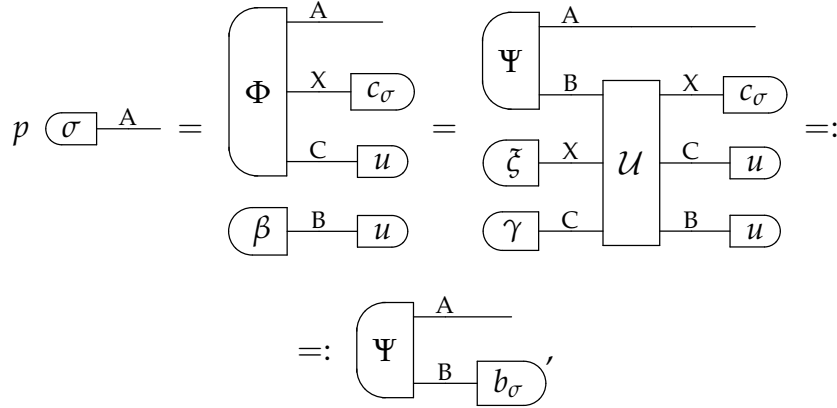 A A
Φ Ψ
p σ A = X c_σ = B X c_σ =:
C u ξ X 𝒰 C u
β B u γ C B u
A
=: Ψ
B b_σ ,